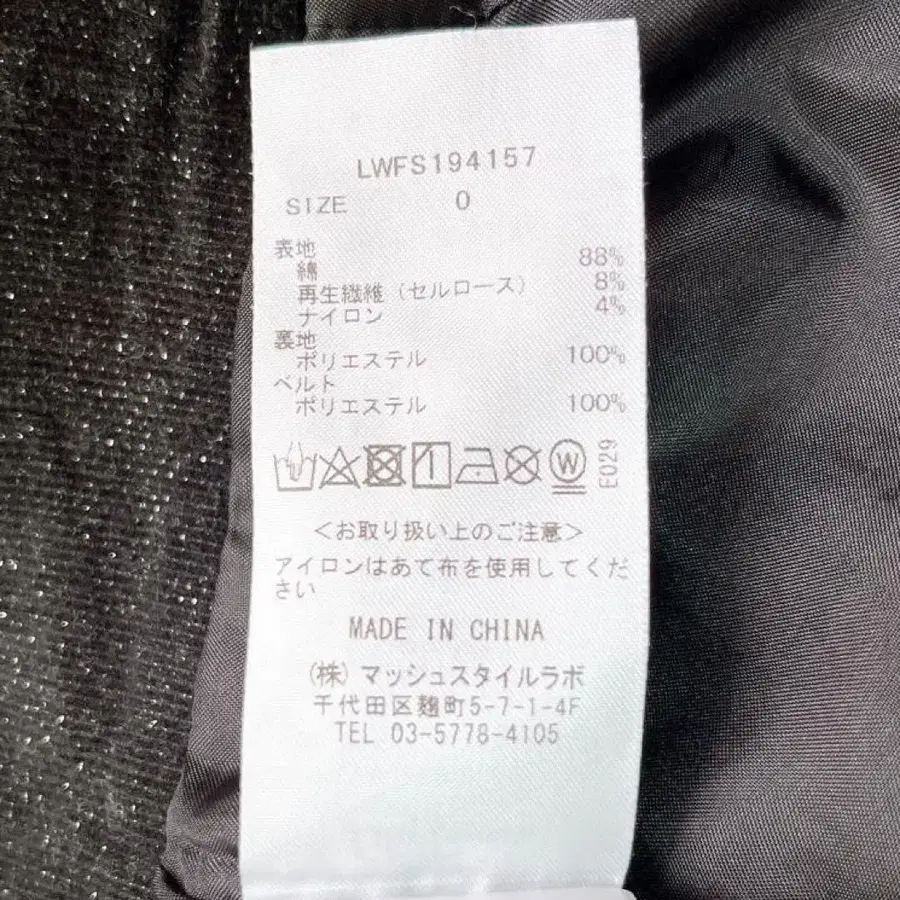 LWFS194157
SIZE 0
表地
綿 88%
再生繊維(セルロース) 8%
ナイロン 4%
裏地
ポリエステル 100%
ベルト
ポリエステル 100%
W
E029
<お取り扱い上のご注意>
アイロンはあて布を使用してくだ
さい
MADE IN CHINA
(株)マッシュスタイルラボ
千代田区麹町5-7-1-4F
TEL 03-5778-4105